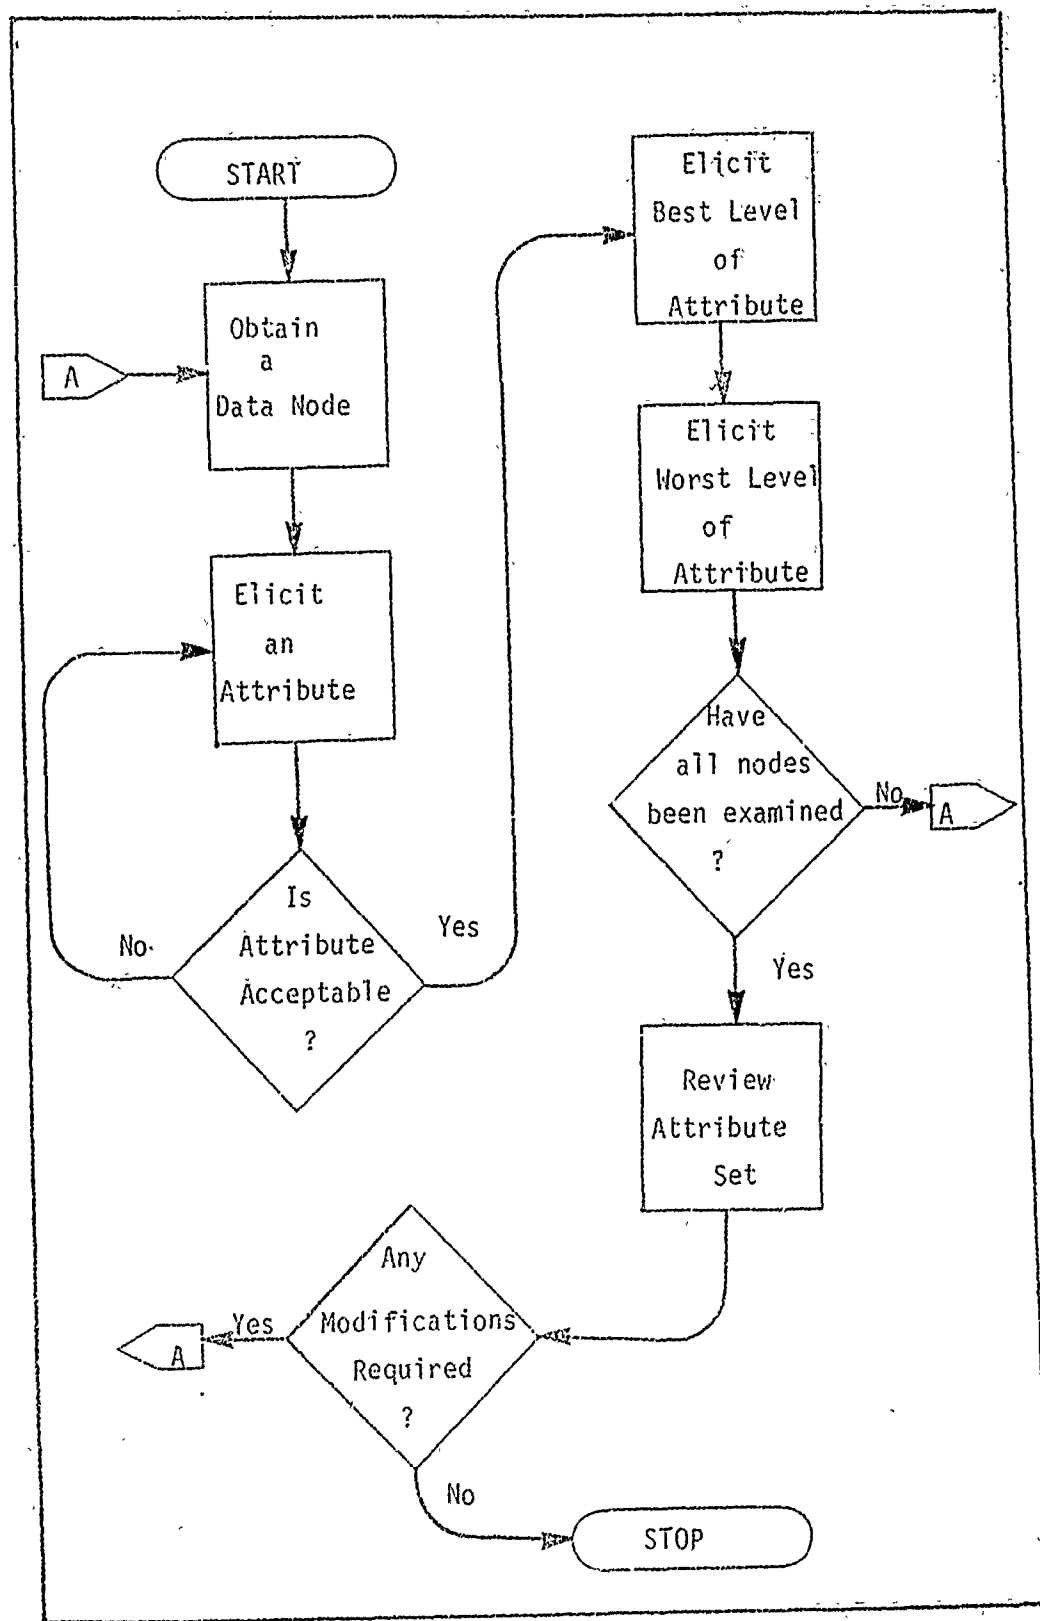 START
Obtain
a
Data Node
A
Elicit
an
Attribute
Is
Attribute
Acceptable
?
No
Yes
Elicit
Best Level
of
Attribute
Elicit
Worst Level
of
Attribute
Have
all nodes
been examined
?
No
A
Yes
Review
Attribute
Set
Any
Modifications
Required
?
Yes
A
No
STOP